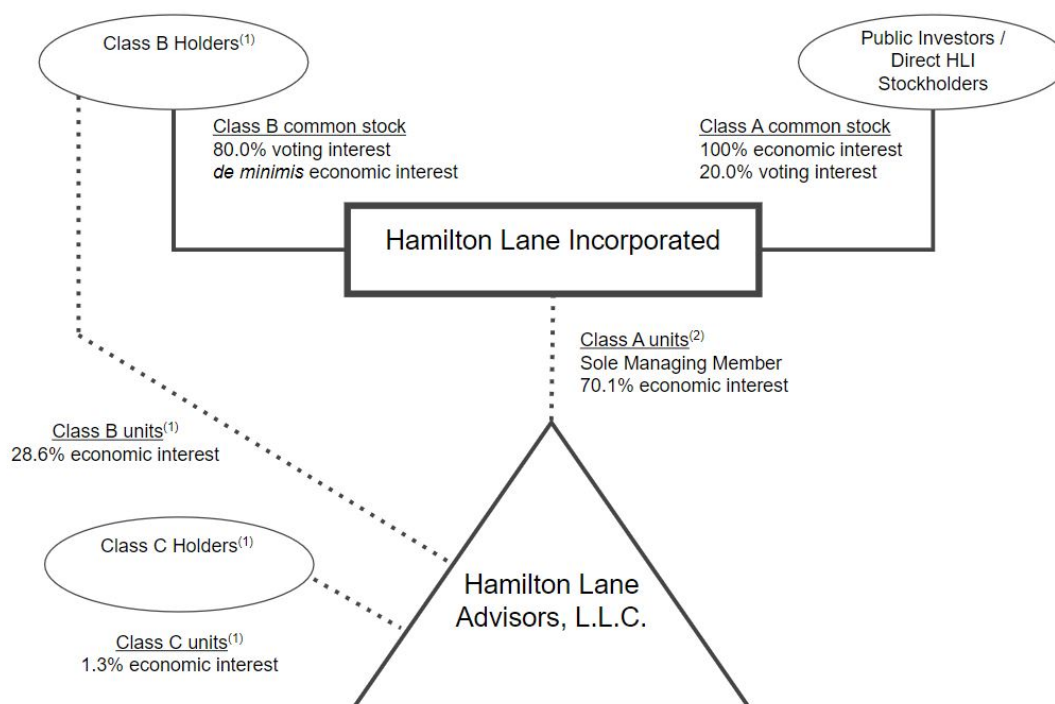 Class B Holders(1)
Public Investors /
Direct HLI
Stockholders
Class B common stock
80.0% voting interest
de minimis economic interest
Class A common stock
100% economic interest
20.0% voting interest
Hamilton Lane Incorporated
Class A units(2)
Sole Managing Member
70.1% economic interest
Class B units(1)
28.6% economic interest
Class C Holders(1)
Hamilton Lane
Advisors, L.L.C.
Class C units(1)
1.3% economic interest